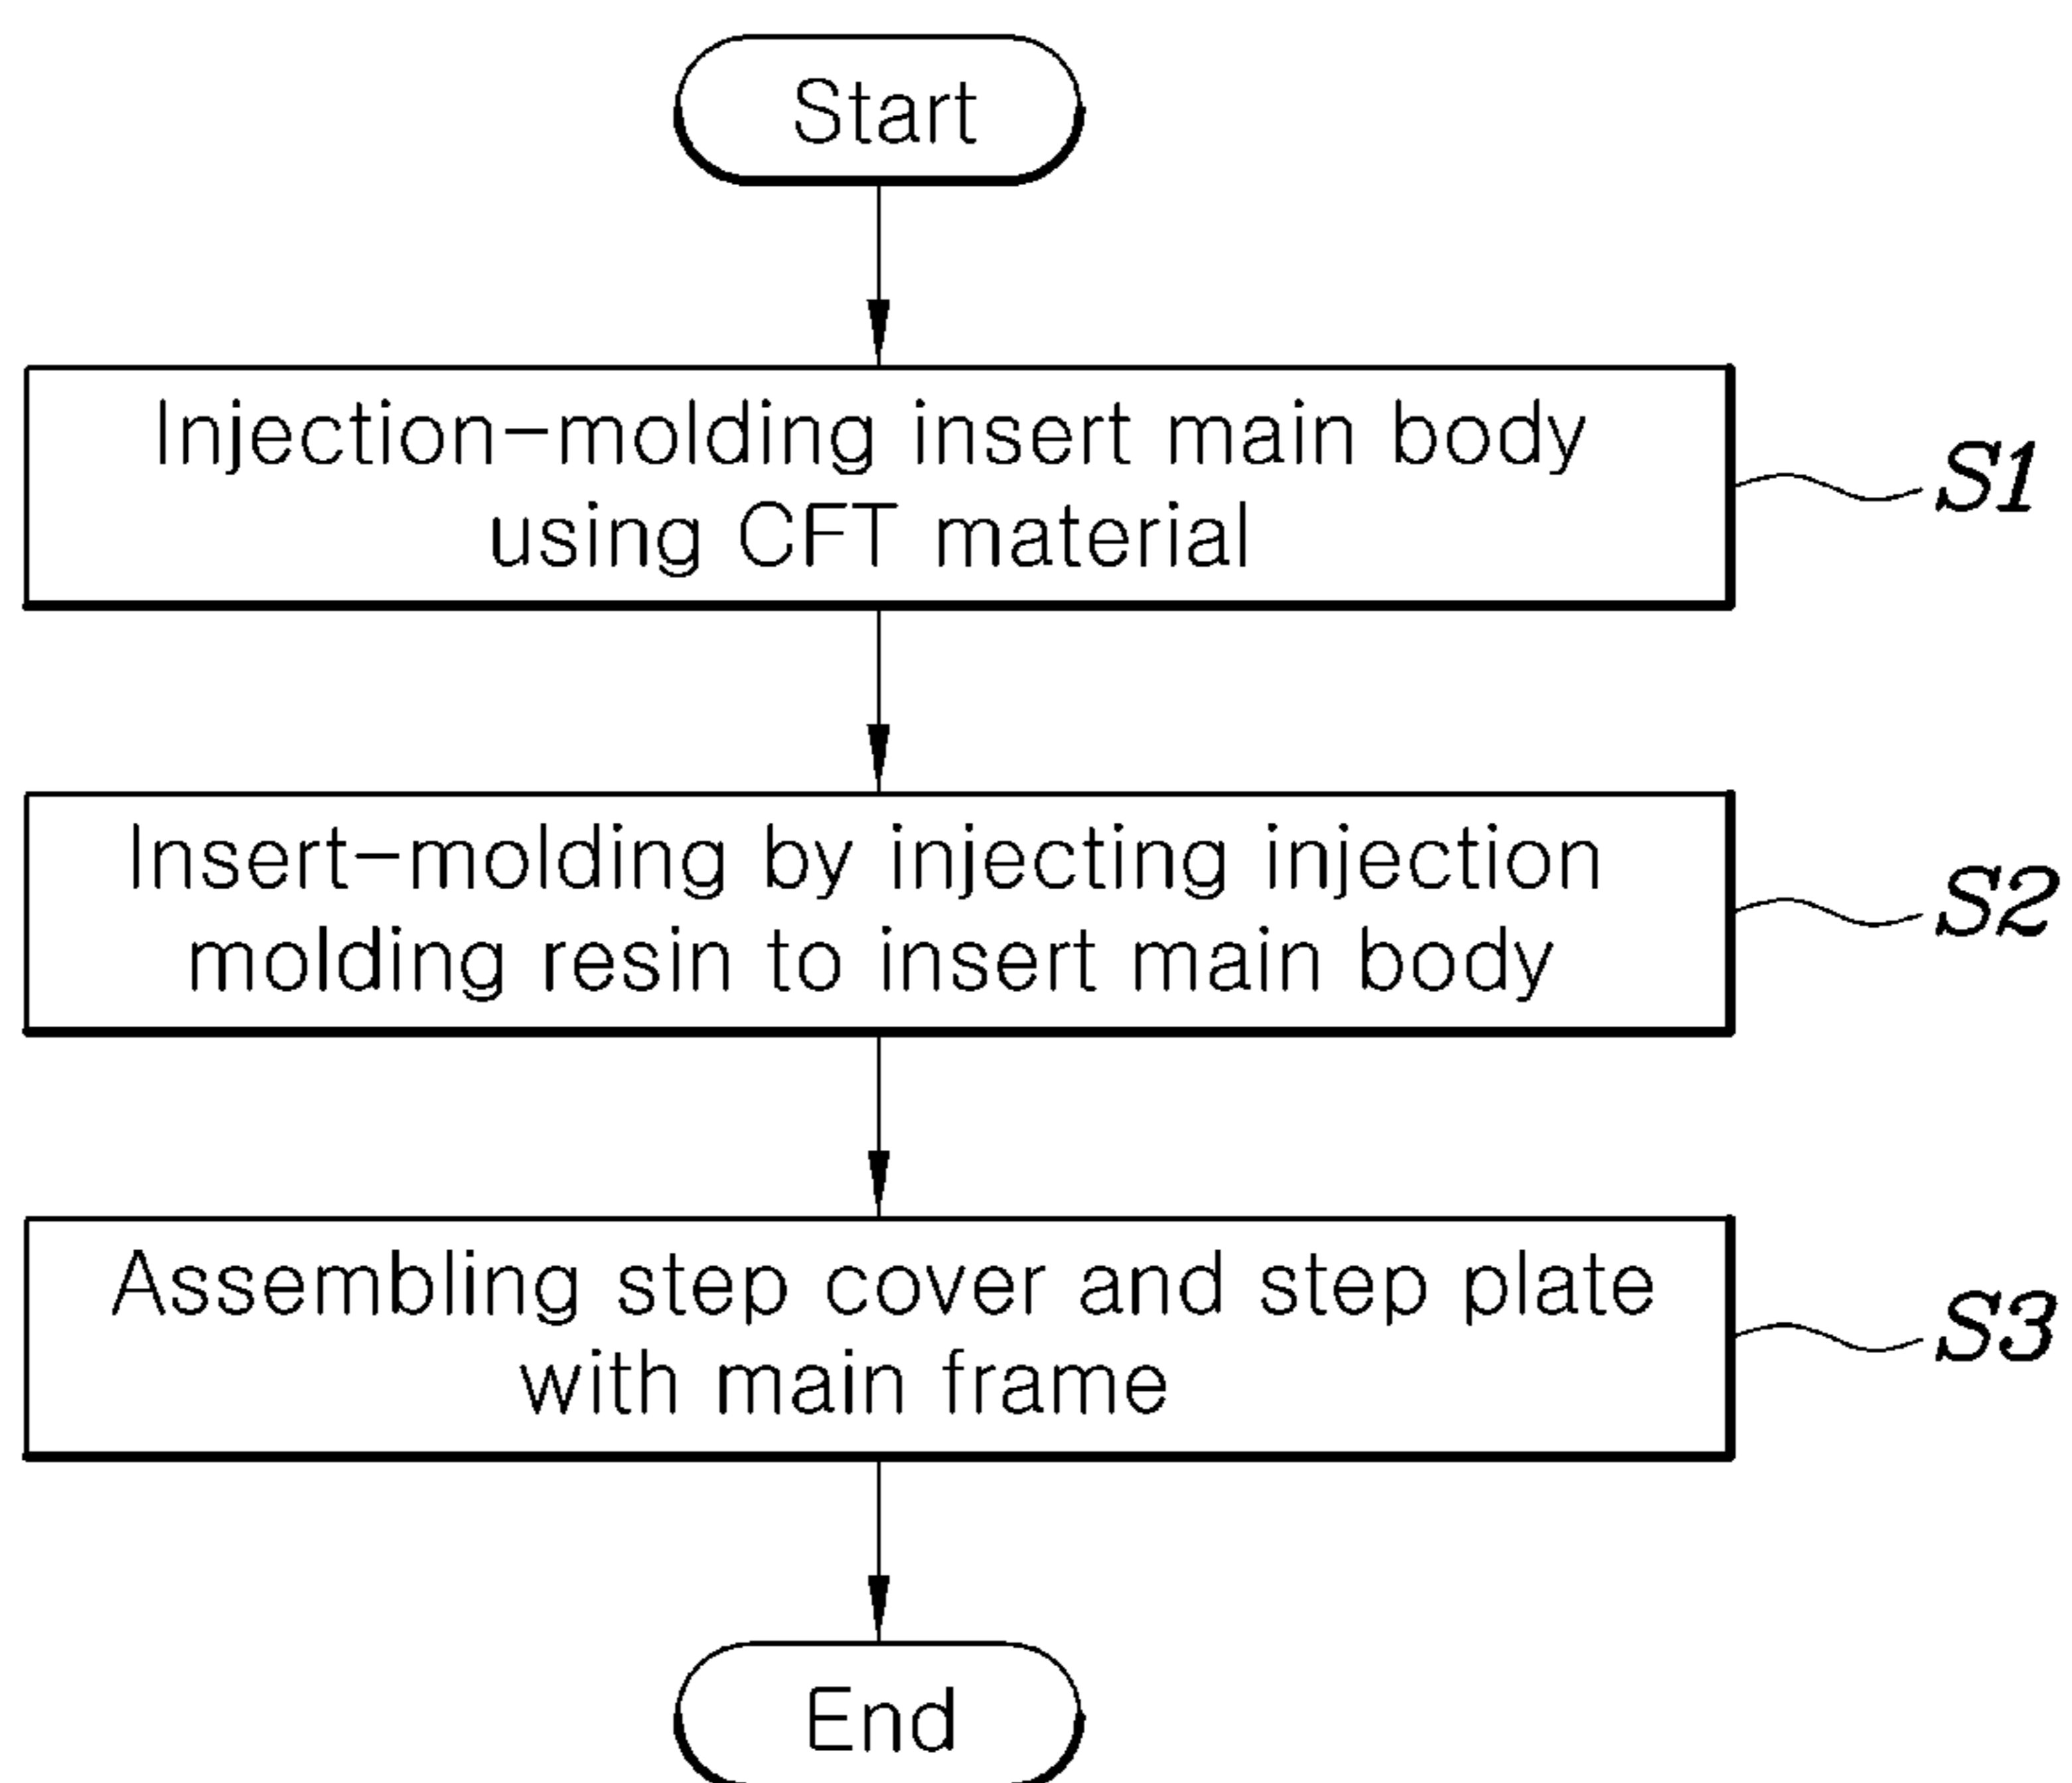 Start
Injection-molding insert main body
using CFT material
S1
Insert-molding by injecting injection
molding resin to insert main body
S2
Assembling step cover and step plate
with main frame
S3
End